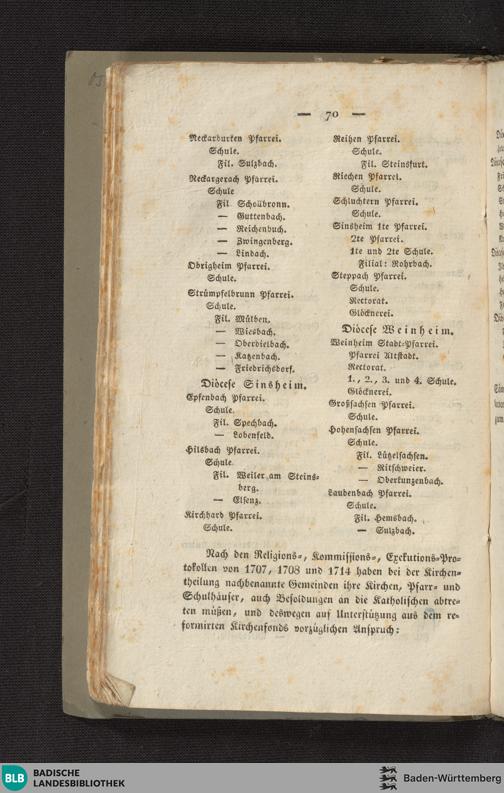 — 70 —
Neckarburken Pfarrei.
Schule.
Fil. Sulzbach.
Neckargerach Pfarrei.
Schule
Fil Schollbronn.
— Guttenbach.
— Reichenbuch.
— Zwingenberg.
— Lindach.
Obrigheim Pfarrei.
Schule.
Strümpfelbrunn Pfarrei.
Schule.
Fil. Mülben.
— Wiesbach.
— Oberdielbach.
— Katzenbach.
— Friedrichsdorf.
Diöcese Sinsheim.
Epfenbach Pfarrei.
Schule.
Fil. Spechbach.
— Lobenfeld.
Hilsbach Pfarrei.
Schule
Fil. Weiler am Steins-
berg.
— Elsenz.
Kirchhard Pfarrei.
Schule.
Reihen Pfarrei.
Schule.
Fil. Steinsfurt.
Riechen Pfarrei.
Schule.
Schluchtern Pfarrei.
Schule.
Sinsheim 1te Pfarrei.
2te Pfarrei.
1te und 2te Schule.
Filial: Rohrbach.
Steppach Pfarrei.
Schule.
Rectorat.
Glöcknerei.
Diöcese Weinheim.
Weinheim Stadt-Pfarrei.
Pfarrei Altstadt.
Rectorat.
1., 2., 3. und 4. Schule.
Glöcknerei.
Großsachsen Pfarrei.
Schule.
Hohensachsen Pfarrei.
Schule.
Fil. Lützelsachsen.
— Ritschweier.
— Oberkunzenbach.
Laudenbach Pfarrei.
Schule.
Fil. Hemsbach.
— Sulzbach.
Nach den Religions-, Kommissions-, Exekutions-Pro-
tokollen von 1707, 1708 und 1714 haben bei der Kirchen-
theilung nachbenannte Gemeinden ihre Kirchen, Pfarr- und
Schulhäuser, auch Besoldungen an die Katholischen abtre-
ten müßen, und deswegen auf Unterstützung aus dem re-
formirten Kirchenfonds vorzüglichen Anspruch:
BLB
BADISCHE
LANDESBIBLIOTHEK
Baden-Württemberg